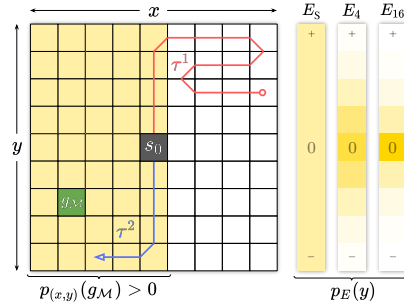 x
E_S E_4 E_16
+ + +
τ^1
y
s_0
0 0 0
g_ℳ
τ^2
− − −
p_(x,y)(g_ℳ) > 0
p_E(y)